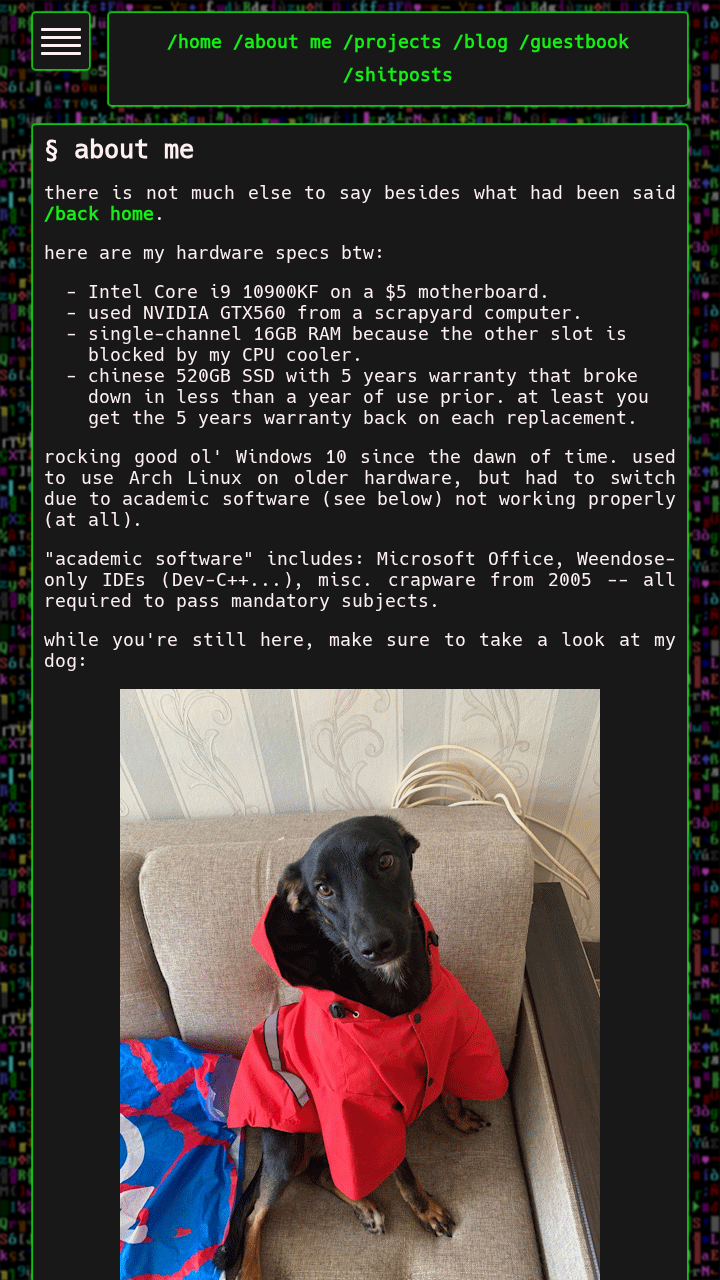 /home /about me /projects /blog /guestbook
/shitposts
§ about me
there is not much else to say besides what had been said
/back home.
here are my hardware specs btw:
- Intel Core i9 10900KF on a $5 motherboard.
- used NVIDIA GTX560 from a scrapyard computer.
- single-channel 16GB RAM because the other slot is
blocked by my CPU cooler.
- chinese 520GB SSD with 5 years warranty that broke
down in less than a year of use prior. at least you
get the 5 years warranty back on each replacement.
rocking good ol' Windows 10 since the dawn of time. used
to use Arch Linux on older hardware, but had to switch
due to academic software (see below) not working properly
(at all).
"academic software" includes: Microsoft Office, Weendose-
only IDEs (Dev-C++...), misc. crapware from 2005 -- all
required to pass mandatory subjects.
while you're still here, make sure to take a look at my
dog: